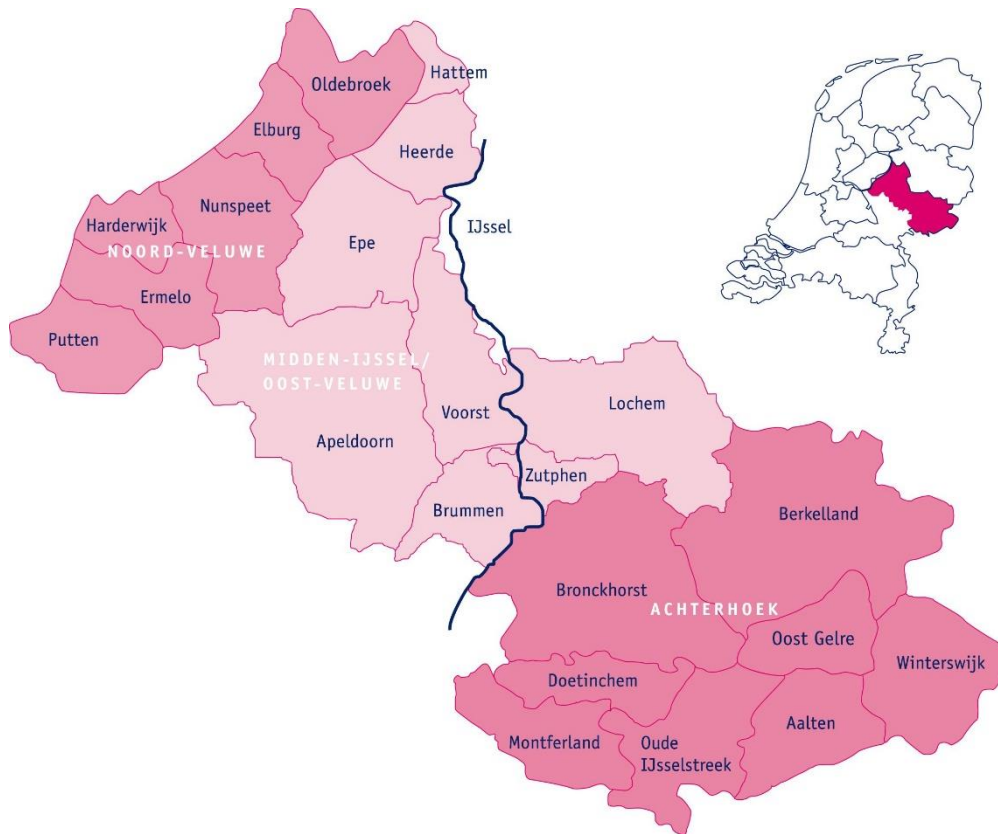 Hattem
Oldebroek
Elburg
Heerde
Nunspeet
Harderwijk
IJssel
Epe
NOORD-VELUWE
Ermelo
Putten
MIDDEN-IJSSEL/
OOST-VELUWE
Voorst
Lochem
Apeldoorn
Zutphen
Brummen
Berkelland
Bronckhorst
ACHTERHOEK
Oost Gelre
Winterswijk
Doetinchem
Aalten
Montferland
Oude
IJsselstreek